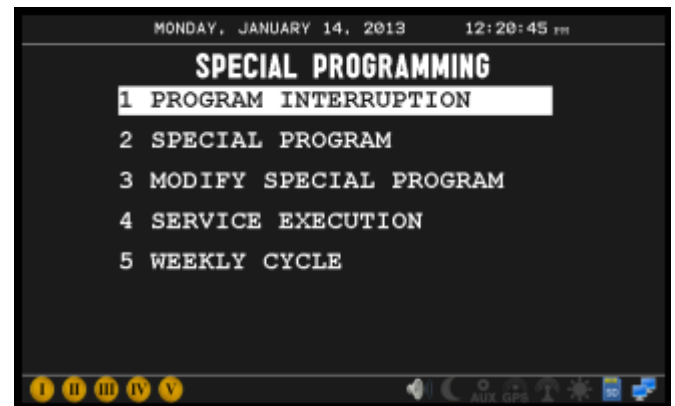 MONDAY, JANUARY 14, 2013 12:20:45 PM
SPECIAL PROGRAMMING
1 PROGRAM INTERRUPTION
2 SPECIAL PROGRAM
3 MODIFY SPECIAL PROGRAM
4 SERVICE EXECUTION
5 WEEKLY CYCLE
I II III IV V AUX GPS SD